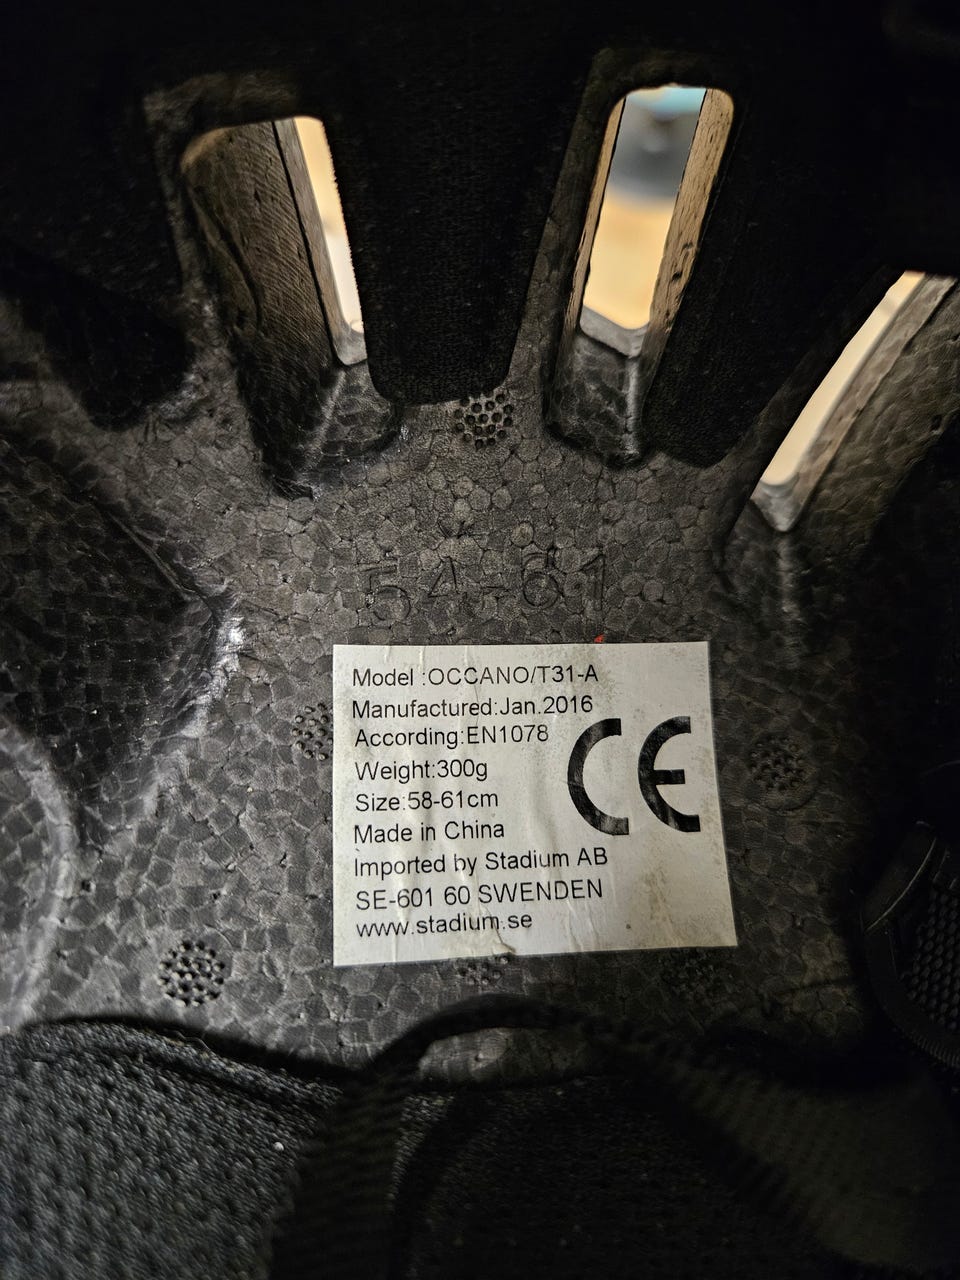 54-61
Model :OCCANO/T31-A
Manufactured:Jan.2016
According:EN1078
Weight:300g
Size:58-61cm
Made in China
Imported by Stadium AB
SE-601 60 SWENDEN
www.stadium.se
CE